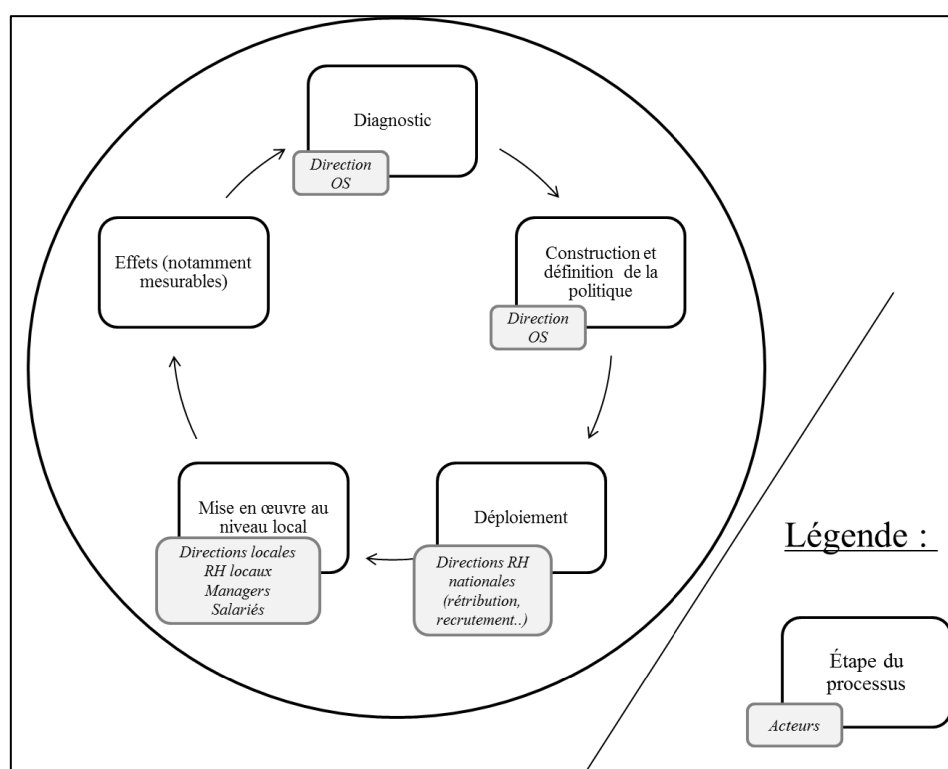 Diagnostic
Direction
OS
Construction et
définition de la
politique
Direction
OS
Déploiement
Directions RH
nationales
(rétribution,
recrutement..)
Mise en œuvre au
niveau local
Directions locales
RH locaux
Managers
Salariés
Effets (notamment
mesurables)
Légende :
Étape du
processus
Acteurs